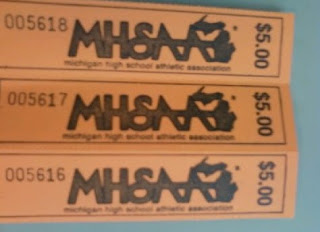 005618 MHSAA $5.00
michigan high school athletic association
005617 MHSAA $5.00
michigan high school athletic association
005616 MHSAA $5.00
michigan high school athletic association